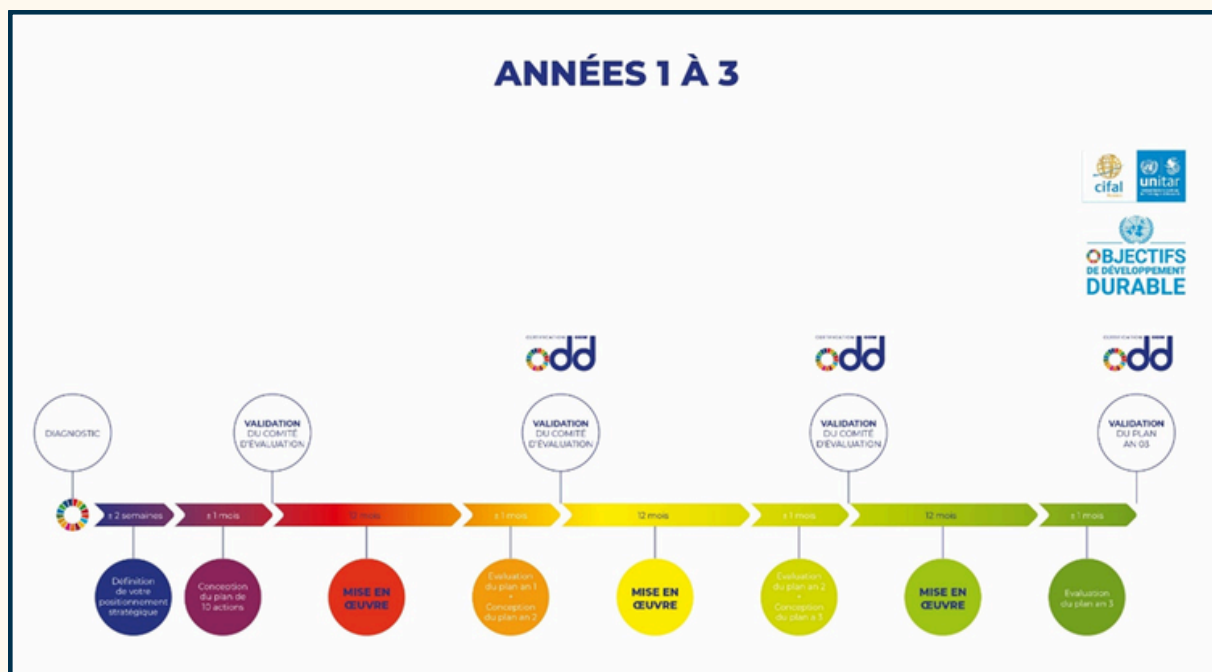 ANNÉES 1 À 3
cifal
unitar
OBJECTIFS
DE DÉVELOPPEMENT
DURABLE
CERTIFICATION
odd
CERTIFICATION
odd
CERTIFICATION
odd
DIAGNOSTIC
VALIDATION
DU COMITÉ
D'ÉVALUATION
VALIDATION
DU COMITÉ
D'ÉVALUATION
VALIDATION
DU COMITÉ
D'ÉVALUATION
VALIDATION
DU PLAN
AN 03
± 2 semaines
± 1 mois
12 mois
± 1 mois
12 mois
± 1 mois
12 mois
± 1 mois
Définition
de votre
positionnement
stratégique
Conception
du plan de
10 actions
MISE EN
ŒUVRE
Évaluation
du plan an 1
+
Conception
du plan an 2
MISE EN
ŒUVRE
Évaluation
du plan an 2
+
Conception
du plan a 3
MISE EN
ŒUVRE
Evaluation
du plan an 3